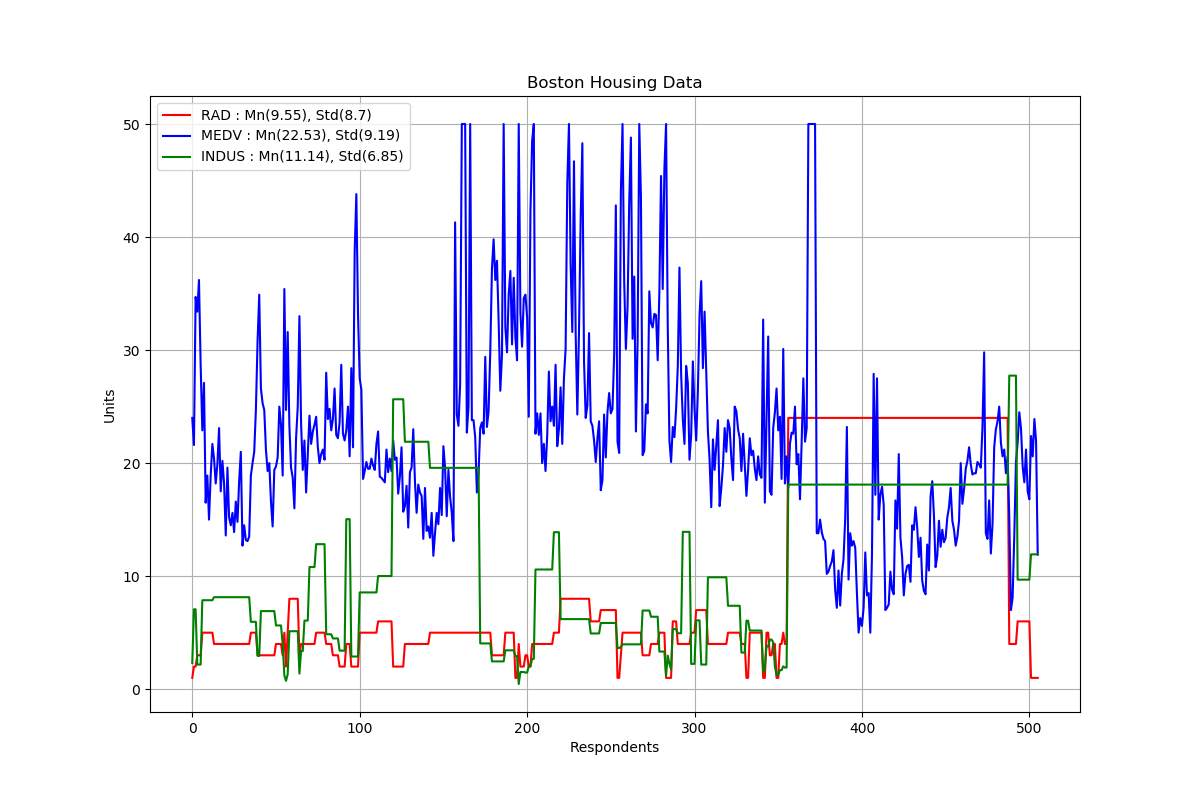 Boston Housing Data
RAD : Mn(9.55), Std(8.7)
MEDV : Mn(22.53), Std(9.19)
INDUS : Mn(11.14), Std(6.85)
50
40
30
20
10
0
Units
0 100 200 300 400 500
Respondents